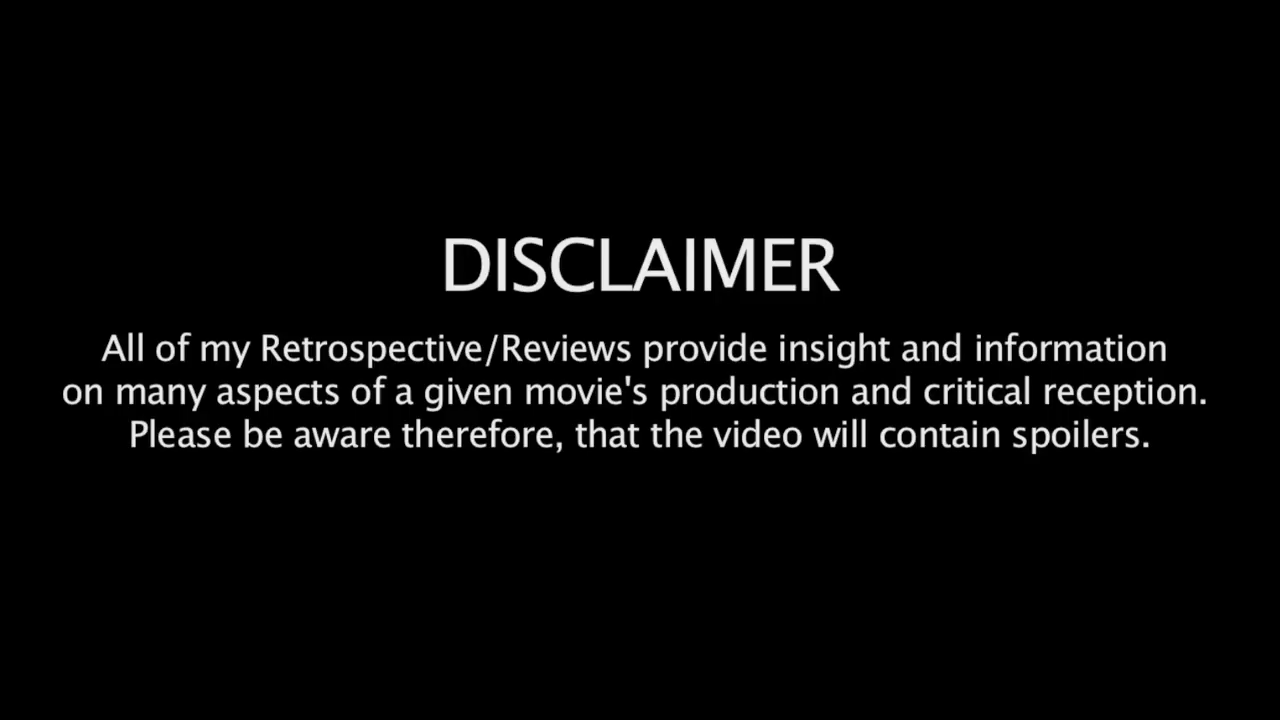 DISCLAIMER
All of my Retrospective/Reviews provide insight and information
on many aspects of a given movie's production and critical reception.
Please be aware therefore, that the video will contain spoilers.